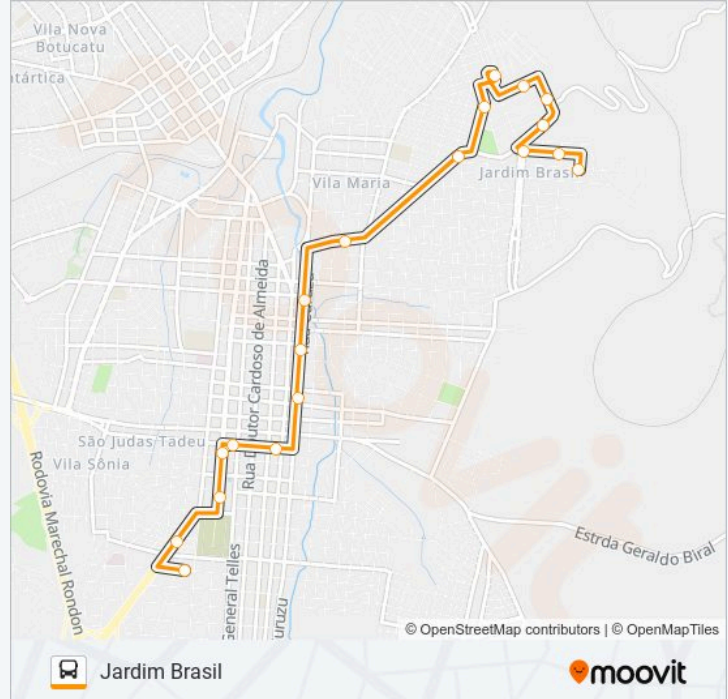 Vila Nova
Botucatu
Vila Maria
Jardim Brasil
Rua Doutor Cardoso de Almeida
São Judas Tadeu
Vila Sônia
Rodovia Marechal Rondon
Estrda Geraldo Biral
General Telles
© OpenStreetMap contributors | © OpenMapTiles
Jardim Brasil
moovit